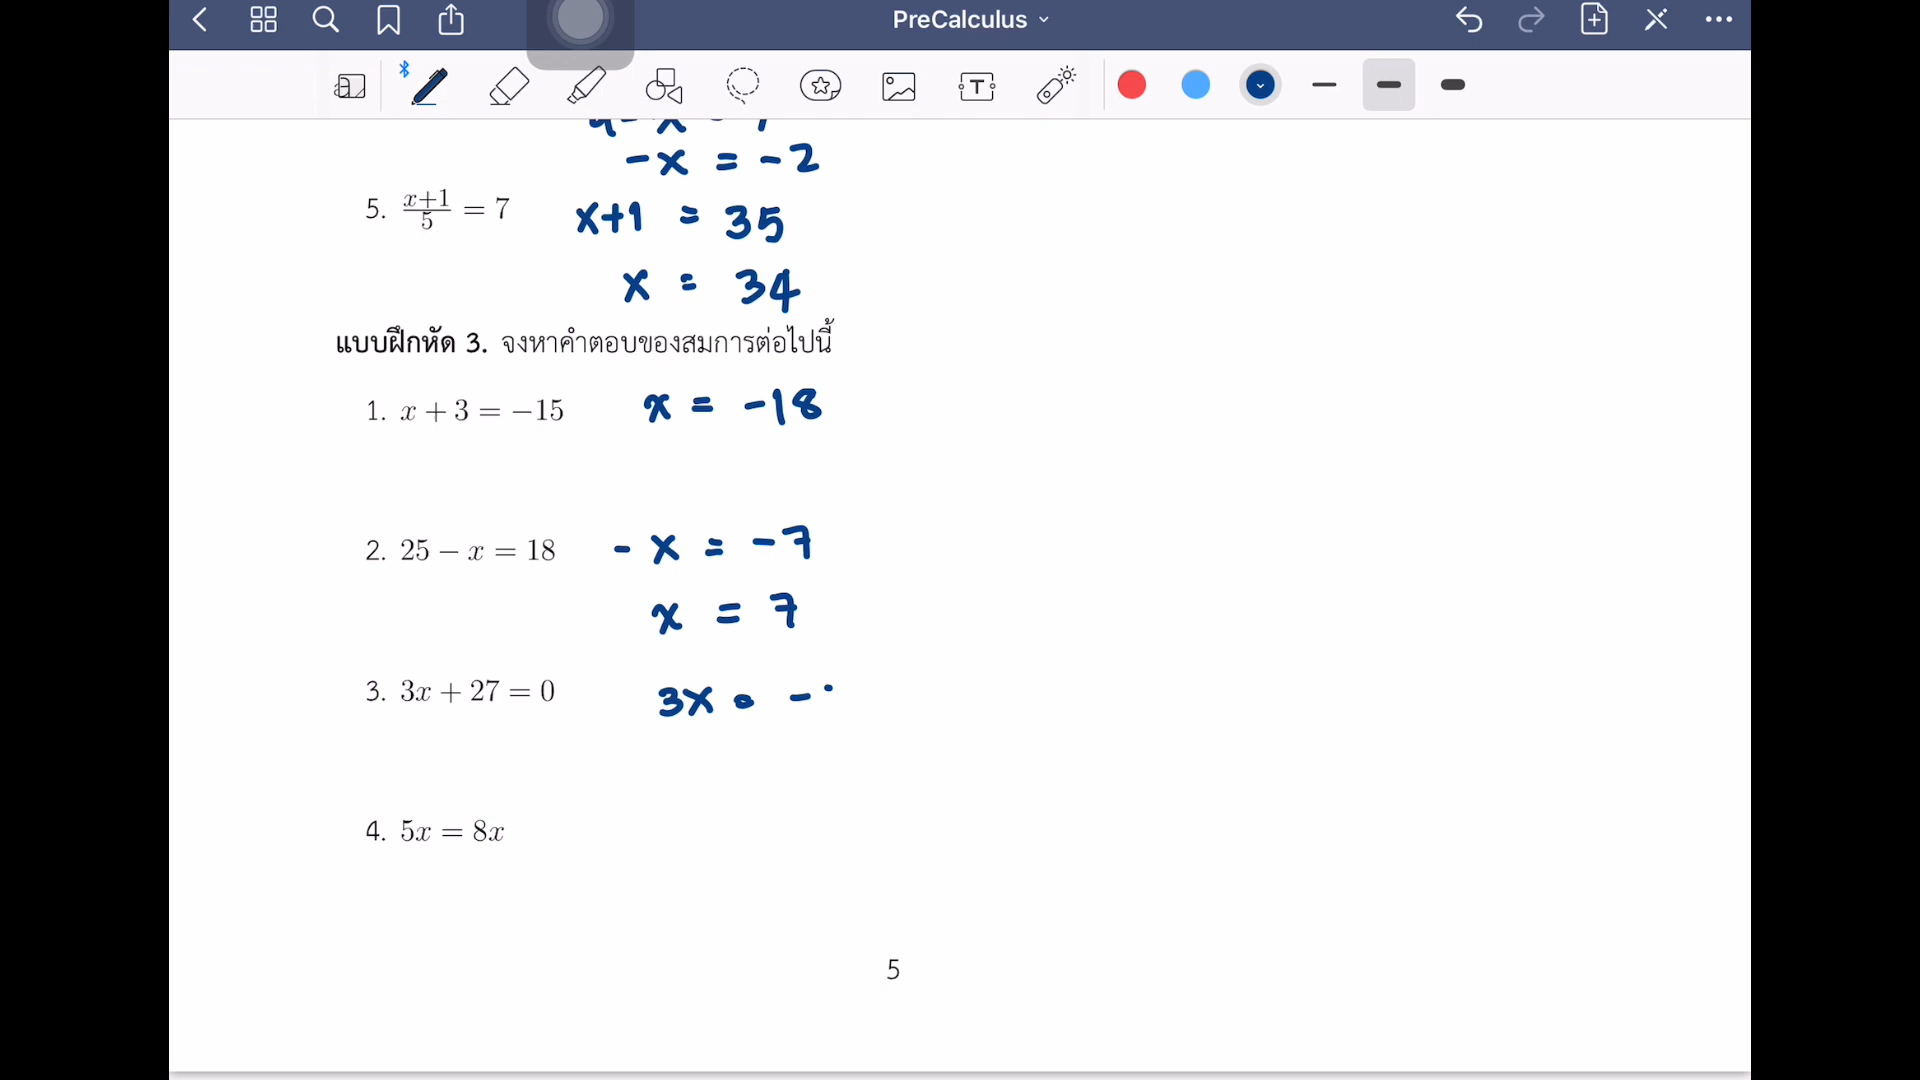 PreCalculus
T
- x = - 2
5. \frac{x+1}{5} = 7
x+1 = 35
x = 34
แบบฝึกหัด 3. จงหาคำตอบของสมการต่อไปนี้
1. x + 3 = −15
x = -18
2. 25 − x = 18
- x = - 7
x = 7
3. 3x + 27 = 0
3x = -
4. 5x = 8x
5